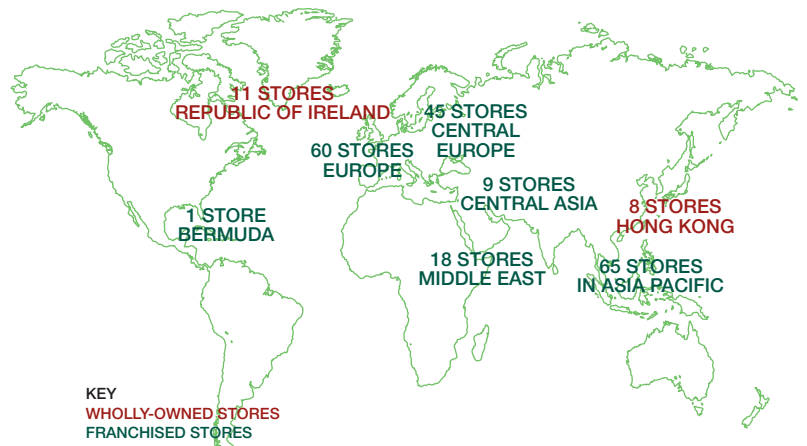 11 STORES
REPUBLIC OF IRELAND
45 STORES
CENTRAL
EUROPE
60 STORES
EUROPE
9 STORES
CENTRAL ASIA
1 STORE
BERMUDA
8 STORES
HONG KONG
18 STORES
MIDDLE EAST
65 STORES
IN ASIA PACIFIC
KEY
WHOLLY-OWNED STORES
FRANCHISED STORES